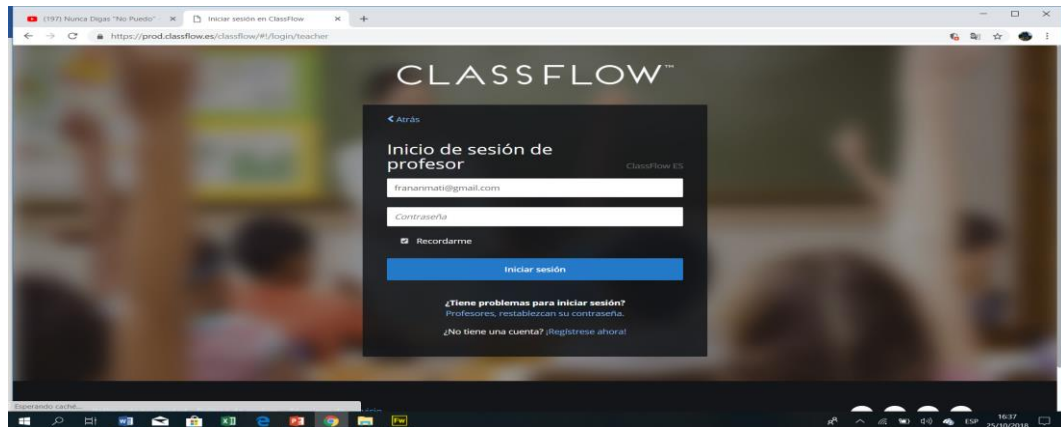 (197) Nunca Digas "No Puedo"
Iniciar sesión en ClassFlow
https://prod.classflow.es/classflow/#!/login/teacher
CLASSFLOW™
Atrás
Inicio de sesión de
profesor
ClassFlow ES
frananmati@gmail.com
Contraseña
Recordarme
Iniciar sesión
¿Tiene problemas para iniciar sesión?
Profesores, restablezcan su contraseña.
¿No tiene una cuenta? ¡Regístrese ahora!
Esperando caché...
Fw
ESP
16:37
25/10/2018